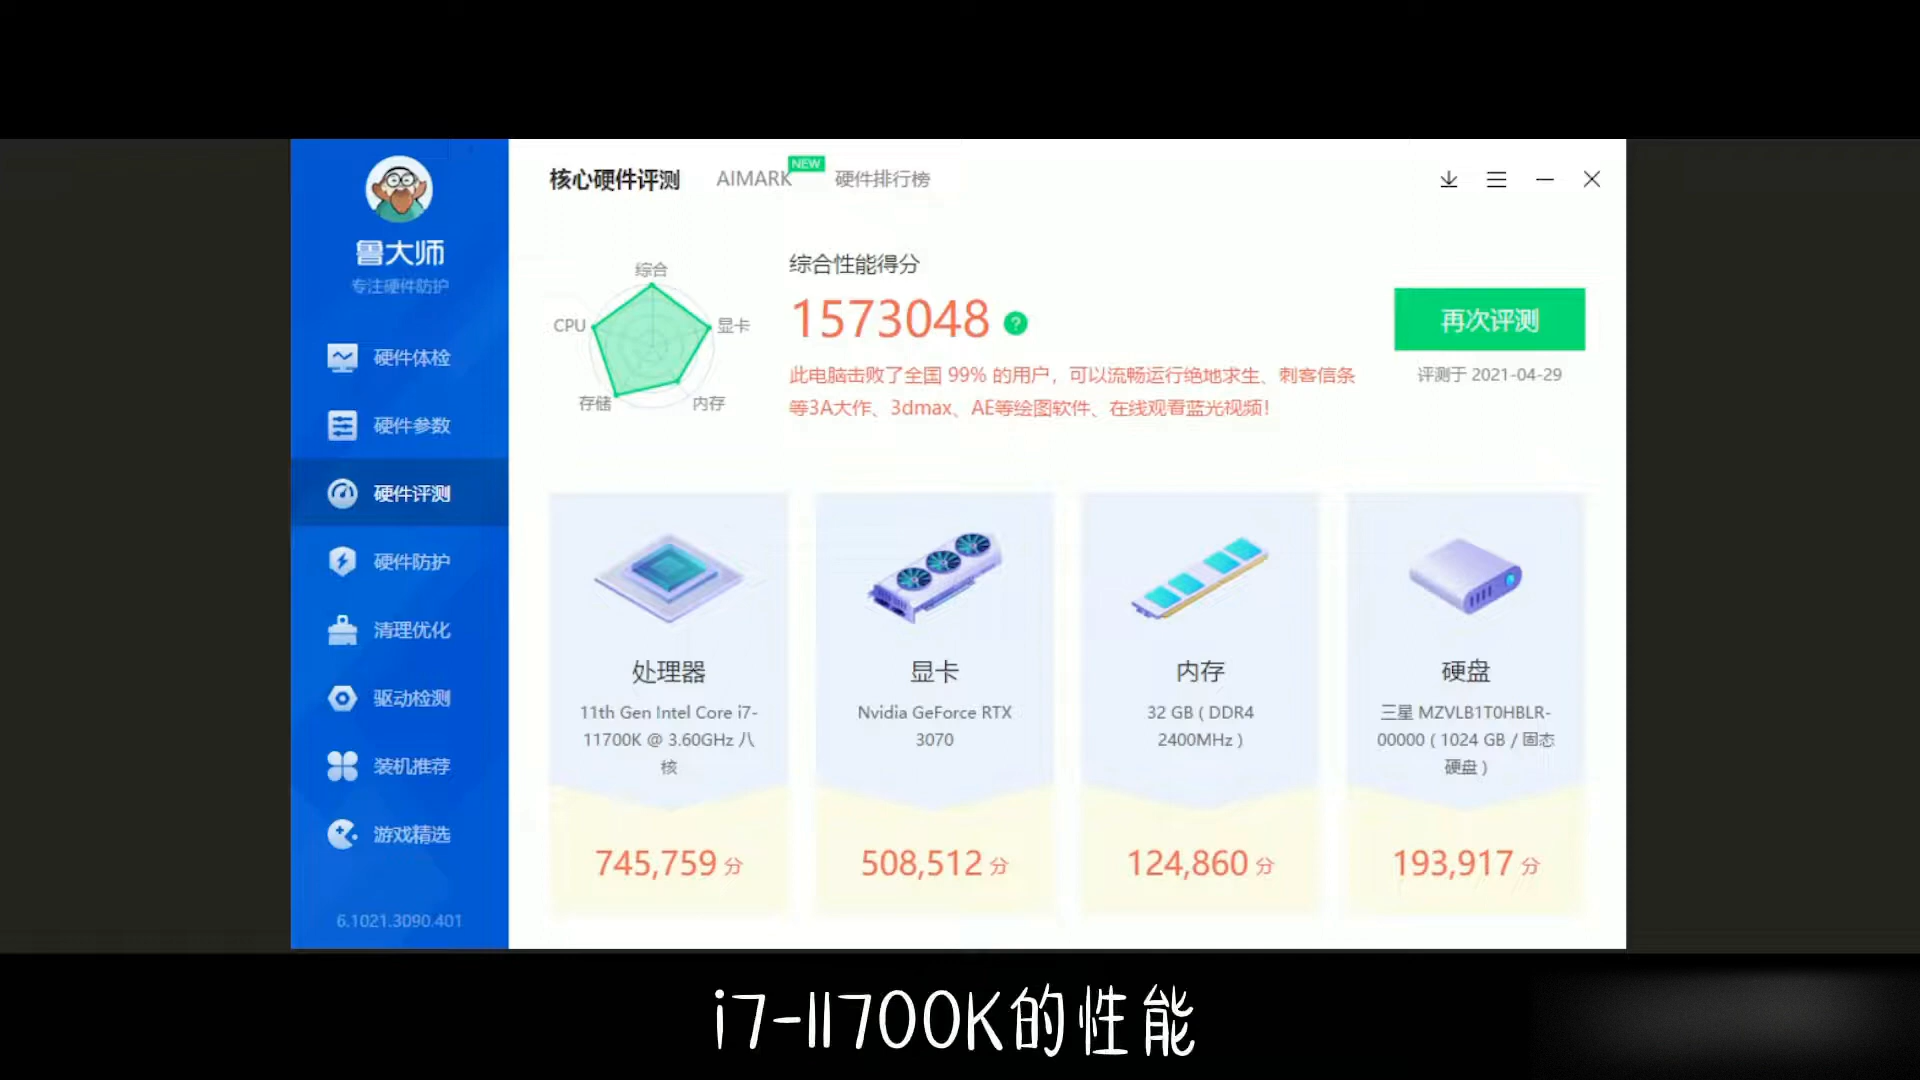 鲁大师
专注硬件防护
硬件体检
硬件参数
硬件评测
硬件防护
清理优化
驱动检测
装机推荐
游戏精选
6.1021.3090.401
核心硬件评测
AIMARK
NEW
硬件排行榜
综合
CPU
显卡
存储
内存
综合性能得分
1573048
?
此电脑击败了全国 99% 的用户，可以流畅运行绝地求生、刺客信条
等3A大作、3dmax、AE等绘图软件、在线观看蓝光视频！
再次评测
评测于 2021-04-29
处理器
11th Gen Intel Core i7-
11700K @ 3.60GHz 八
核
745,759 分
显卡
Nvidia GeForce RTX
3070
508,512 分
内存
32 GB ( DDR4
2400MHz )
124,860 分
硬盘
三星 MZVLB1T0HBLR-
00000 ( 1024 GB / 固态
硬盘 )
193,917 分
i7-11700K的性能